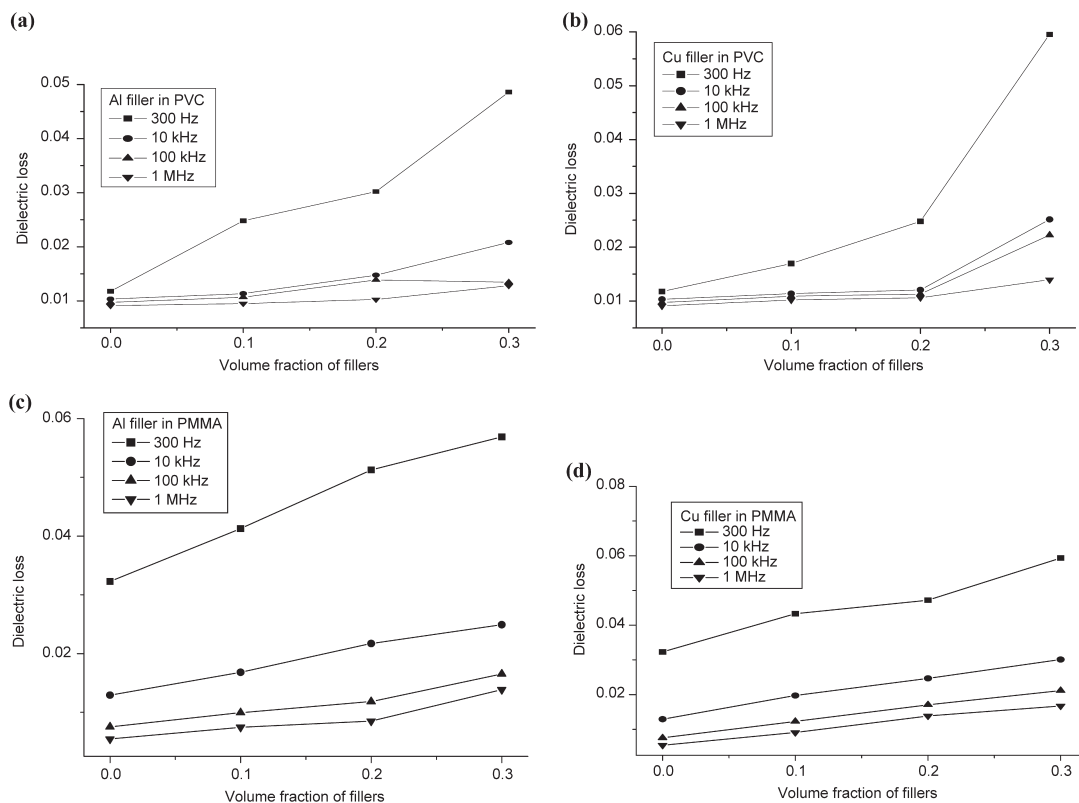 (a)
0.05
0.04
0.03
0.02
0.01
Dielectric loss
Al filler in PVC
300 Hz
10 kHz
100 kHz
1 MHz
0.0 0.1 0.2 0.3
Volume fraction of fillers
(b)
0.06
0.05
0.04
0.03
0.02
0.01
Dielectric loss
Cu filler in PVC
300 Hz
10 kHz
100 kHz
1 MHz
0.0 0.1 0.2 0.3
Volume fraction of fillers
(c)
0.06
0.04
0.02
Dielectric loss
Al filler in PMMA
300 Hz
10 kHz
100 kHz
1 MHz
0.0 0.1 0.2 0.3
Volume fraction of fillers
(d)
0.08
0.06
0.04
0.02
Dielectric loss
Cu filler in PMMA
300 Hz
10 kHz
100 kHz
1 MHz
0.0 0.1 0.2 0.3
Volume fraction of fillers